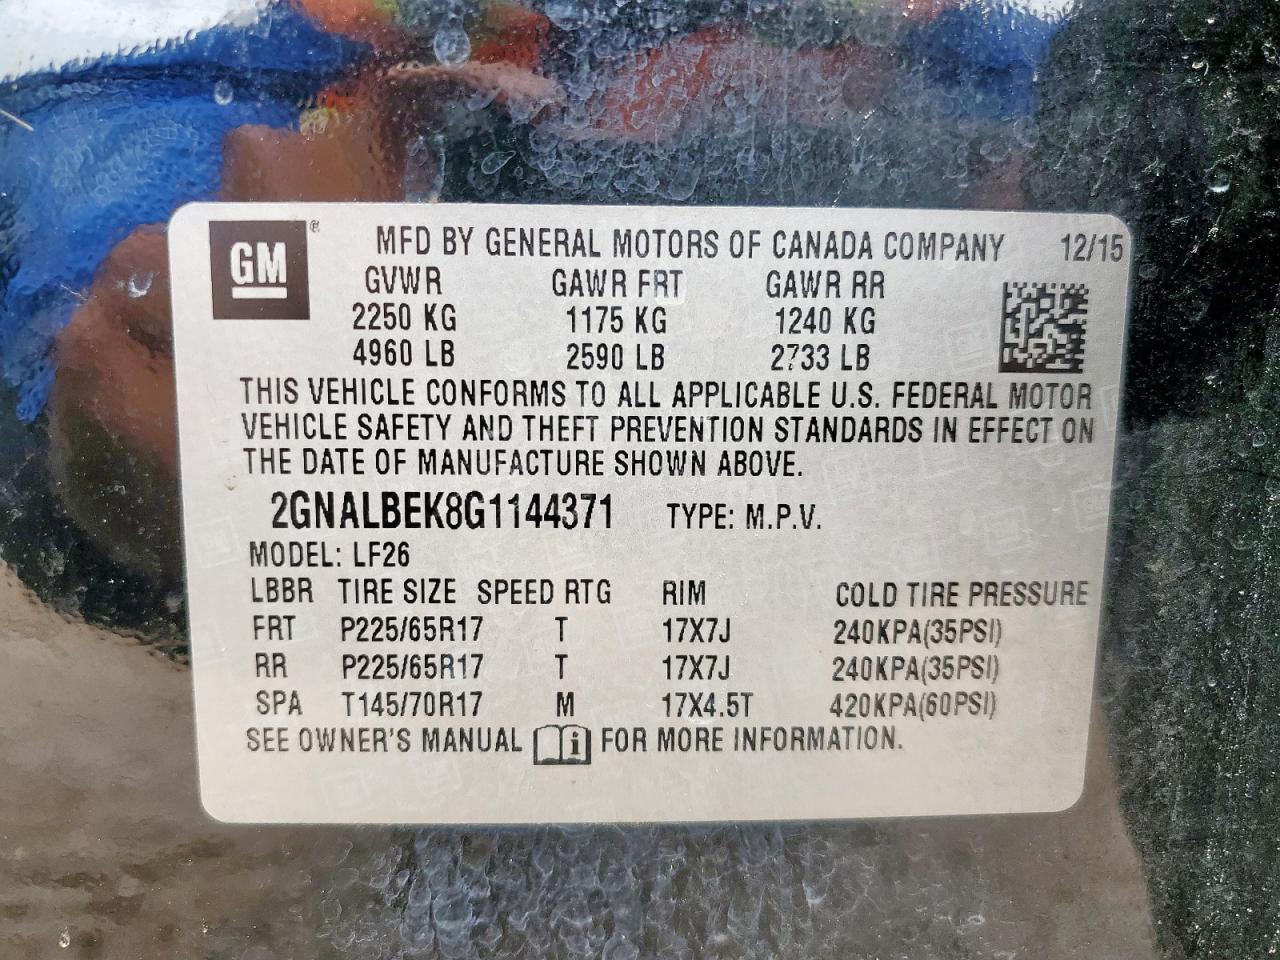 GM ® MFD BY GENERAL MOTORS OF CANADA COMPANY 12/15
GVWR GAWR FRT GAWR RR
2250 KG 1175 KG 1240 KG
4960 LB 2590 LB 2733 LB
THIS VEHICLE CONFORMS TO ALL APPLICABLE U.S. FEDERAL MOTOR
VEHICLE SAFETY AND THEFT PREVENTION STANDARDS IN EFFECT ON
THE DATE OF MANUFACTURE SHOWN ABOVE.
2GNALBEK8G1144371 TYPE: M.P.V.
MODEL: LF26
LBBR TIRE SIZE SPEED RTG RIM COLD TIRE PRESSURE
FRT P225/65R17 T 17X7J 240KPA(35PSI)
RR P225/65R17 T 17X7J 240KPA(35PSI)
SPA T145/70R17 M 17X4.5T 420KPA(60PSI)
SEE OWNER'S MANUAL i FOR MORE INFORMATION.